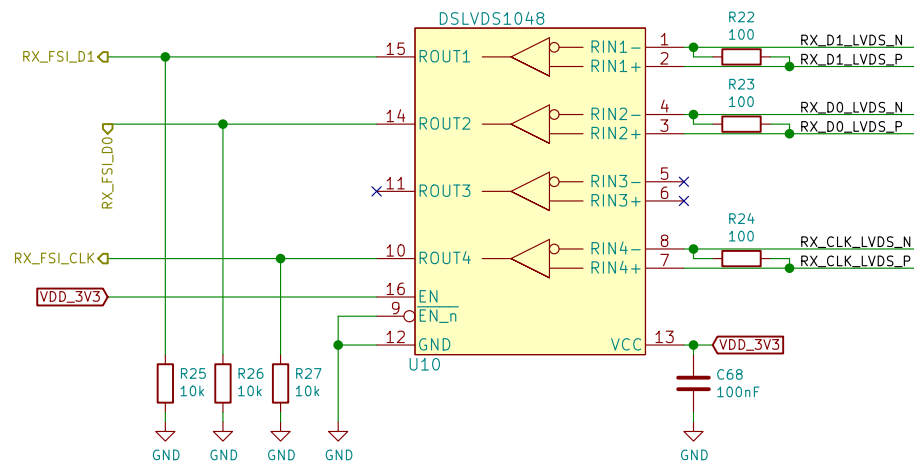 DSLVDS1048
R22
100
RX_FSI_D1
15
ROUT1
RIN1-
1
RX_D1_LVDS_N
RIN1+
2
RX_D1_LVDS_P
R23
100
RX_FSI_D0
14
ROUT2
RIN2-
4
RX_D0_LVDS_N
RIN2+
3
RX_D0_LVDS_P
11
ROUT3
RIN3-
5
RIN3+
6
R24
100
RX_FSI_CLK
10
ROUT4
RIN4-
8
RX_CLK_LVDS_N
RIN4+
7
RX_CLK_LVDS_P
VDD_3V3
16
EN
9
EN_n
12
GND
VCC
13
VDD_3V3
U10
R25
10k
R26
10k
R27
10k
C68
100nF
GND
GND
GND
GND
GND